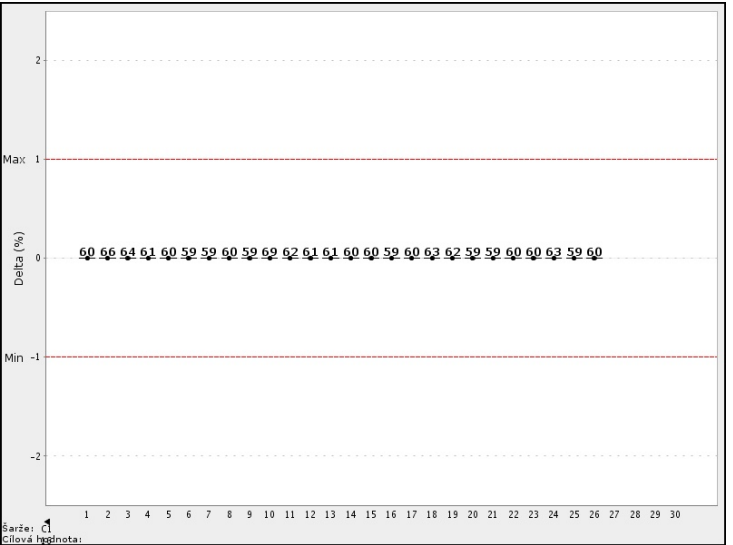 2
Max 1
60 66 64 61 60 59 59 60 59 69 62 61 61 60 60 59 60 63 62 59 59 60 60 63 59 60
Delta (%)
0
Min -1
-2
1 2 3 4 5 6 7 8 9 10 11 12 13 14 15 16 17 18 19 20 21 22 23 24 25 26 27 28 29 30
Šarže: C1
Cílová hodnota: